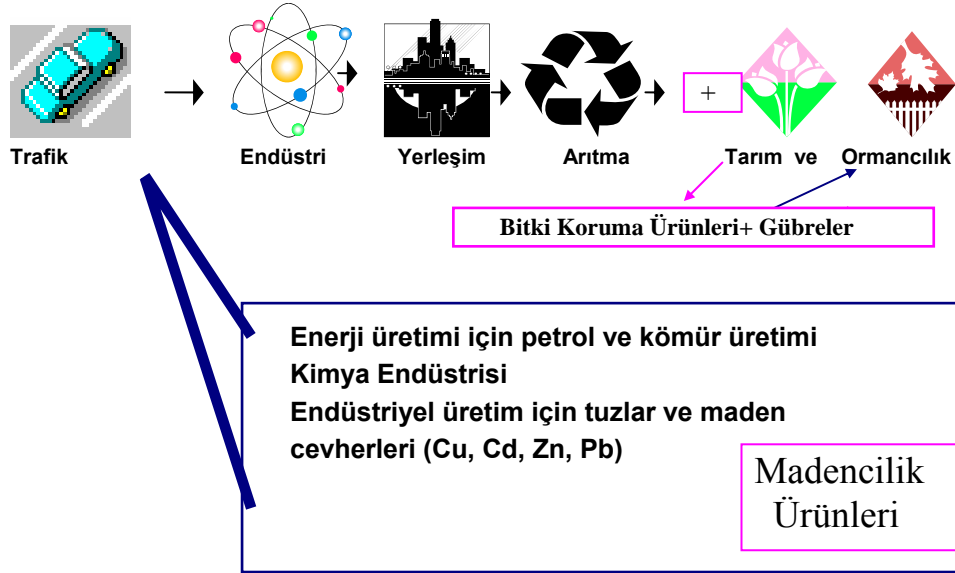 +
Trafik Endüstri Yerleşim Arıtma Tarım ve Ormancılık
Bitki Koruma Ürünleri+ Gübreler
Enerji üretimi için petrol ve kömür üretimi
Kimya Endüstrisi
Endüstriyel üretim için tuzlar ve maden
cevherleri (Cu, Cd, Zn, Pb)
Madencilik
Ürünleri